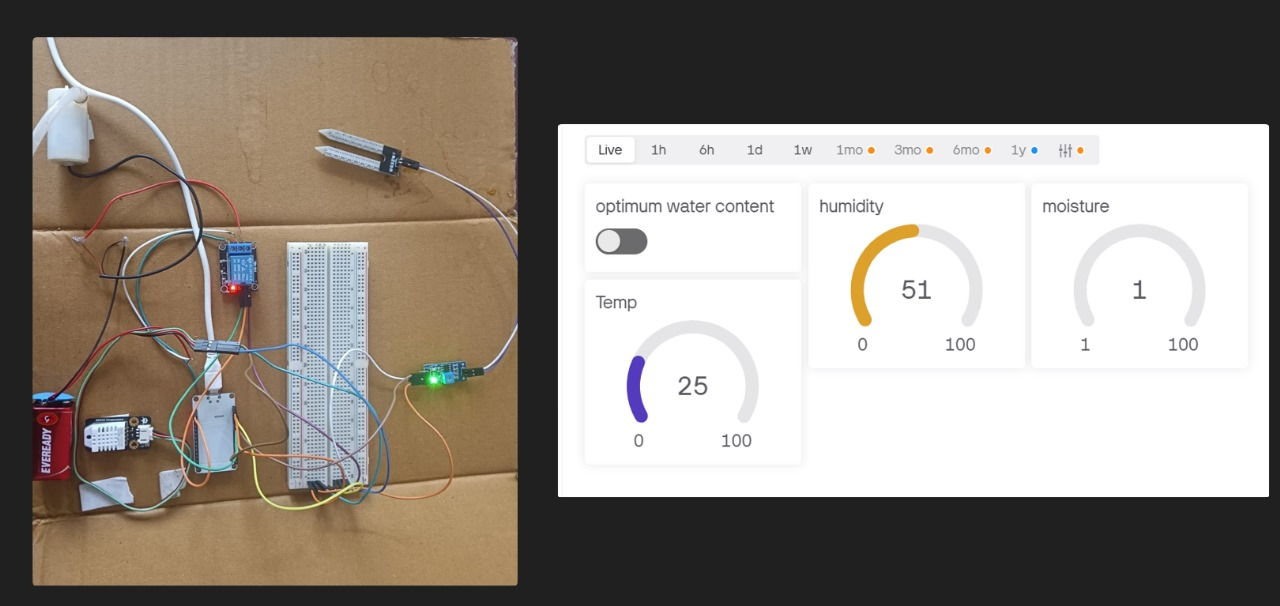 EVEREADY
Live 1h 6h 1d 1w 1mo 3mo 6mo 1y
optimum water content
humidity
51
0 100
moisture
1
1 100
Temp
25
0 100